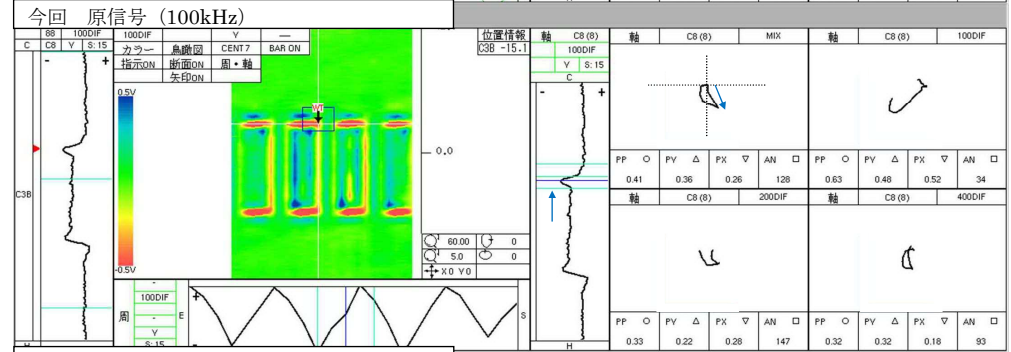 今回 原信号 (100kHz)
88 100DIF
C C8 Y S:15
- +
C3B
H
100DIF Y —
カラー 鳥瞰図 CENT7 BAR ON
指示ON 断面ON 周・軸
矢印ON
0.5V
-0.5V
WT
0.0
位置情報
C3B -15.1
60.00 0
5.0 0
X0 Y0
-
100DIF
周 -
Y
S:15
+
-
E
S
軸 C8 (8)
100DIF
Y S:15
C
- +
H
軸 C8 (8) MIX
PP ○ PY △ PX ▽ AN □
0.41 0.36 0.26 128
軸 C8 (8) 100DIF
PP ○ PY △ PX ▽ AN □
0.63 0.48 0.52 34
軸 C8 (8) 200DIF
PP ○ PY △ PX ▽ AN □
0.33 0.22 0.28 147
軸 C8 (8) 400DIF
PP ○ PY △ PX ▽ AN □
0.32 0.32 0.18 93